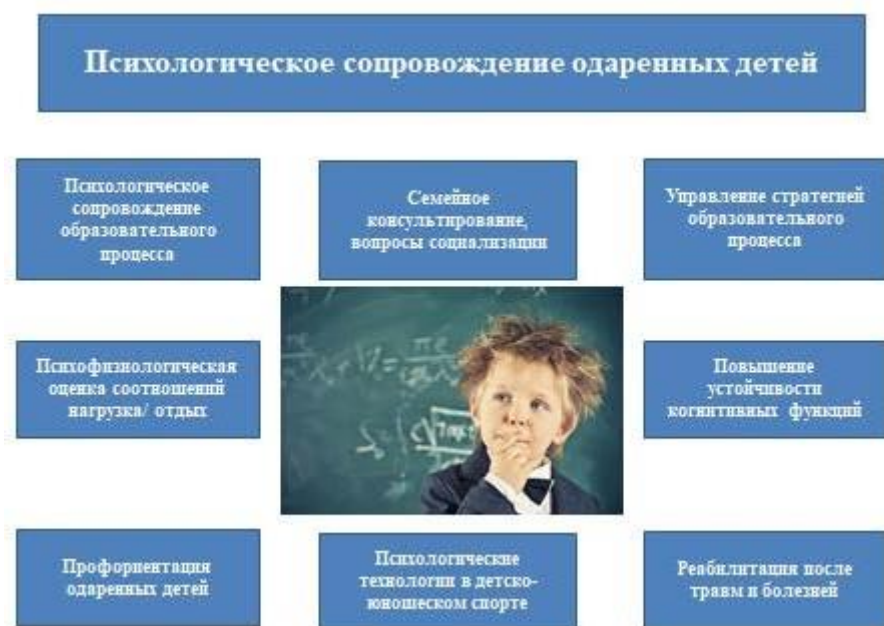 Психологическое сопровождение одаренных детей
Психологическое
сопровождение
образовательного
процесса
Семейное
консультирование,
вопросы социализации
Управление стратегией
образовательного
процесса
Психофизиологическая
оценка соотношений
нагрузка/ отдых
Повышение
устойчивости
когнитивных функций
Профориентация
одаренных детей
Психологические
технологии в детско-
юношеском спорте
Реабилитация после
травм и болезней